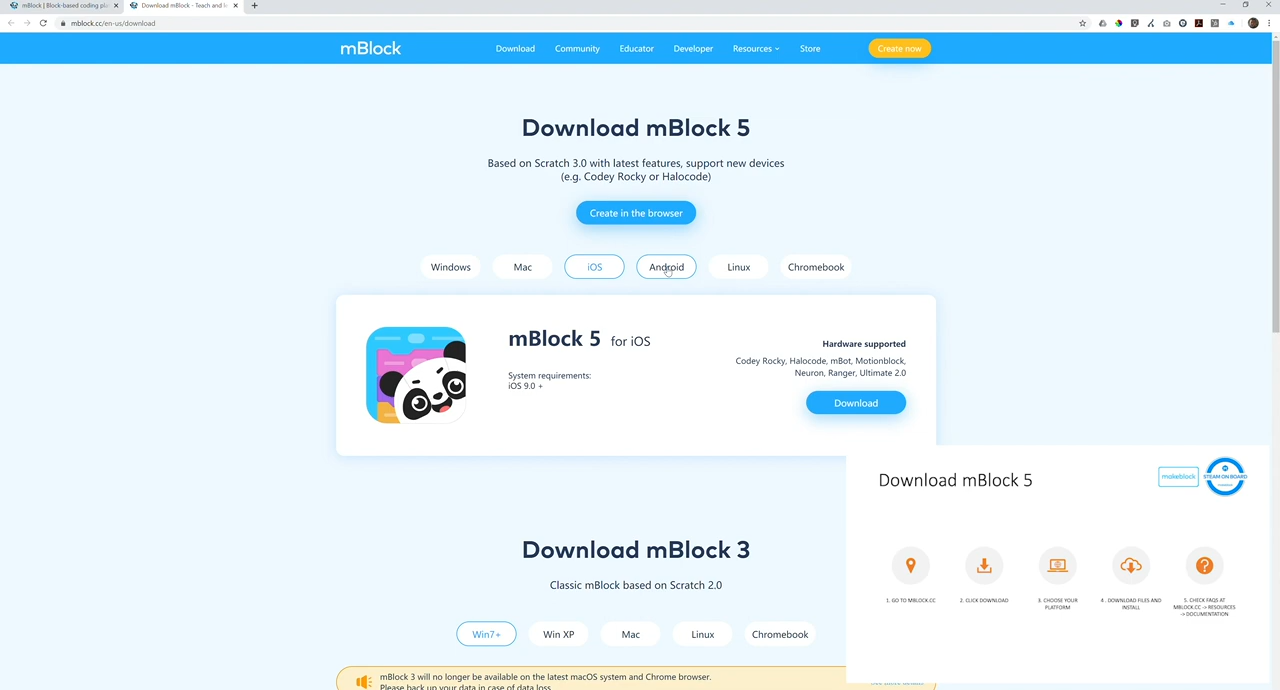 mBlock | Block-based coding pla
Download mBlock - Teach and l
mblock.cc/en-us/download
mBlock
Download
Community
Educator
Developer
Resources
Store
Create now
Download mBlock 5
Based on Scratch 3.0 with latest features, support new devices
(e.g. Codey Rocky or Halocode)
Create in the browser
Windows
Mac
iOS
Android
Linux
Chromebook
mBlock 5 for iOS
System requirements:
iOS 9.0 +
Hardware supported
Codey Rocky, Halocode, mBot, Motionblock,
Neuron, Ranger, Ultimate 2.0
Download
Download mBlock 3
Classic mBlock based on Scratch 2.0
Win7+
Win XP
Mac
Linux
Chromebook
mBlock 3 will no longer be available on the latest macOS system and Chrome browser.
Please back up your data in case of data loss
Download mBlock 5
makeblock
STEAM ON BOARD
1. GO TO MBLOCK.CC
2. CLICK DOWNLOAD
3. CHOOSE YOUR
PLATFORM
4 . DOWNLOAD FILES AND
INSTALL
5. CHECK FAQS AT
MBLOCK.CC -> RESOURCES
-> DOCUMENTATION